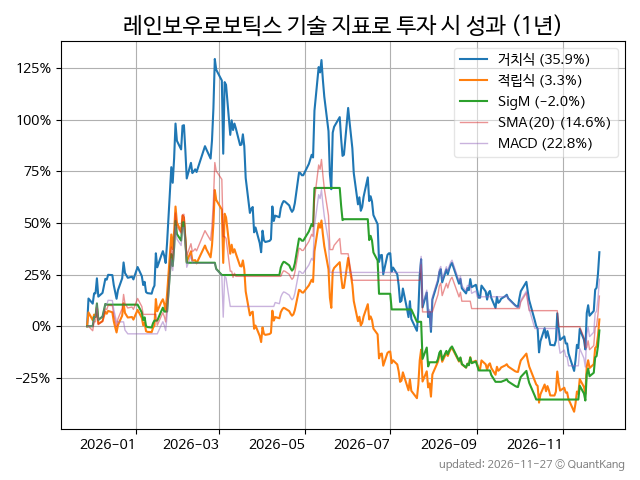 레인보우로보틱스 기술 지표로 투자 시 성과 (1년)
거치식 (35.9%)
적립식 (3.3%)
SigM (−2.0%)
SMA(20) (14.6%)
MACD (22.8%)
125%
100%
75%
50%
25%
0%
−25%
2026-01 2026-03 2026-05 2026-07 2026-09 2026-11
updated: 2026-11-27 © QuantKang